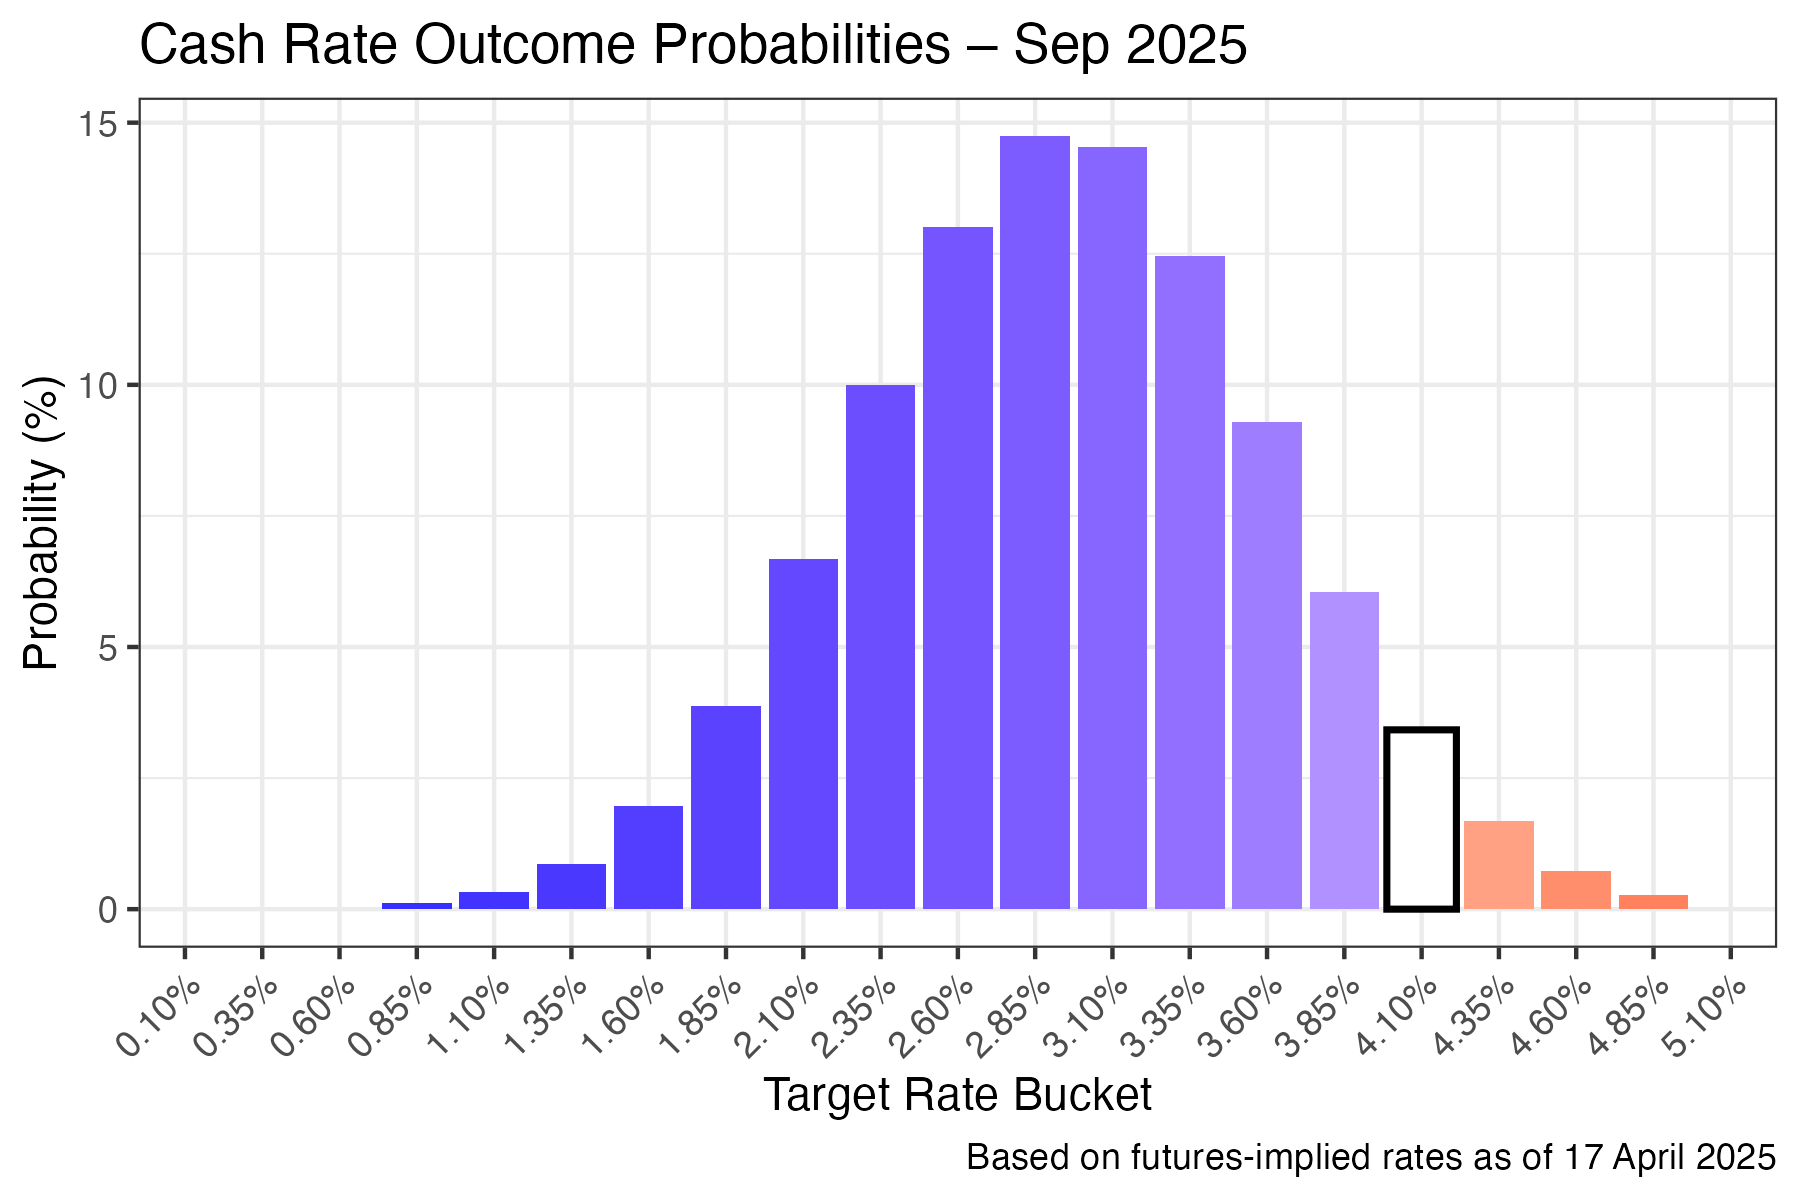 Cash Rate Outcome Probabilities – Sep 2025
Probability (%)
15
10
5
0
0.10% 0.35% 0.60% 0.85% 1.10% 1.35% 1.60% 1.85% 2.10% 2.35% 2.60% 2.85% 3.10% 3.35% 3.60% 3.85% 4.10% 4.35% 4.60% 4.85% 5.10%
Target Rate Bucket
Based on futures-implied rates as of 17 April 2025